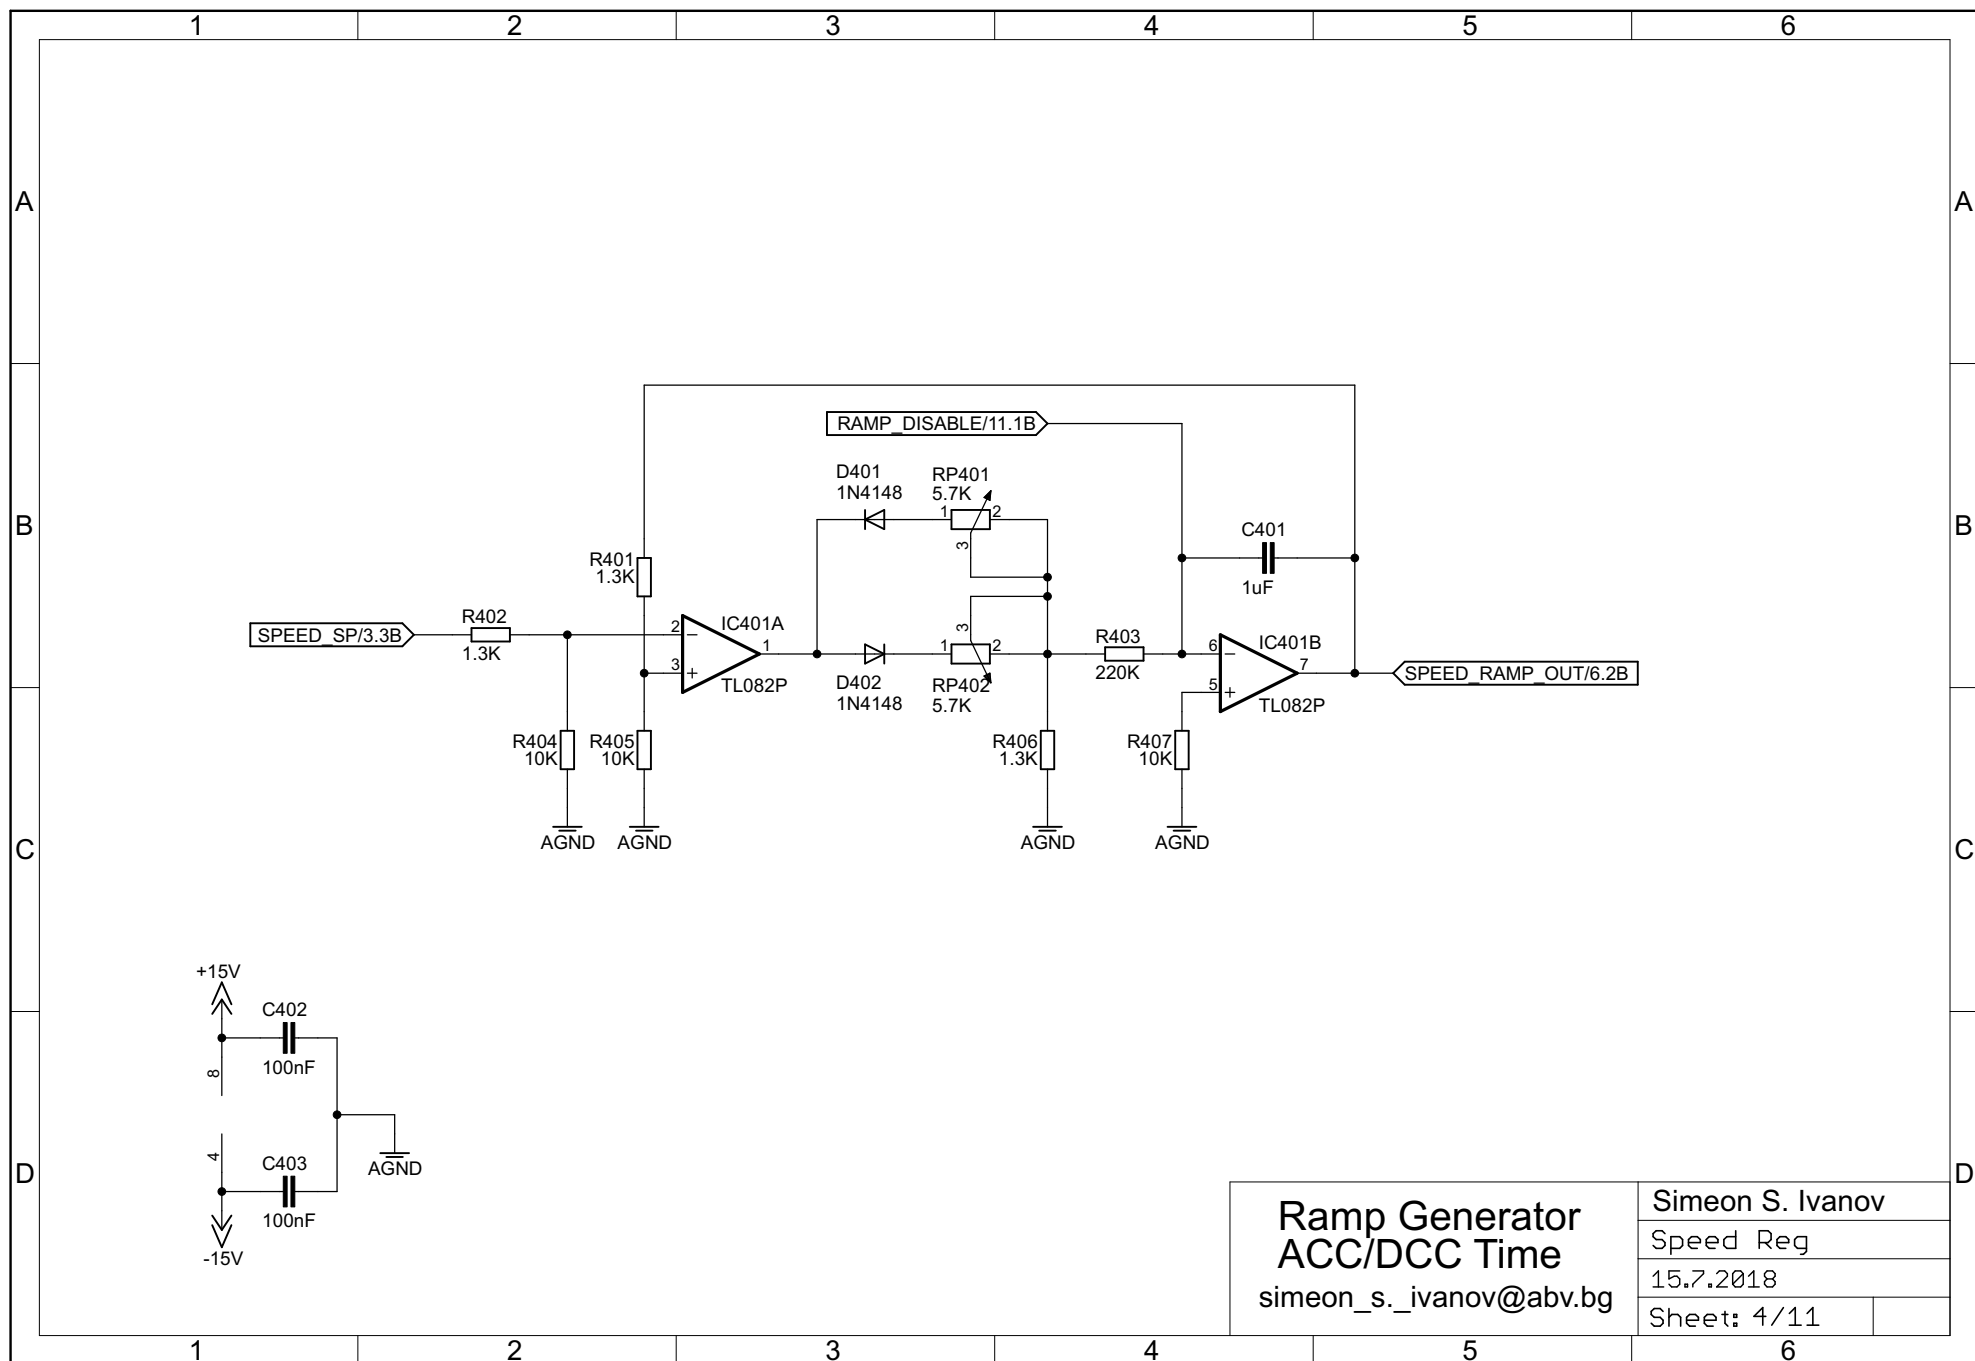 1 2 3 4 5 6
A A
RAMP_DISABLE/11.1B
D401
1N4148
RP401
5.7K
1 2
3
B B
C401
1uF
R401
1.3K
SPEED_SP/3.3B
R402
1.3K
2
3
IC401A
1
TL082P
D402
1N4148
3
1 2
RP402
5.7K
R403
220K
6
5
IC401B
7
TL082P
SPEED_RAMP_OUT/6.2B
R404
10K
R405
10K
R406
1.3K
R407
10K
AGND AGND AGND AGND
C C
+15V
C402
100nF
8
4
C403
100nF
AGND
-15V
D D
Ramp Generator
ACC/DCC Time
simeon_s._ivanov@abv.bg
Simeon S. Ivanov
Speed Reg
15.7.2018
Sheet: 4/11
1 2 3 4 5 6